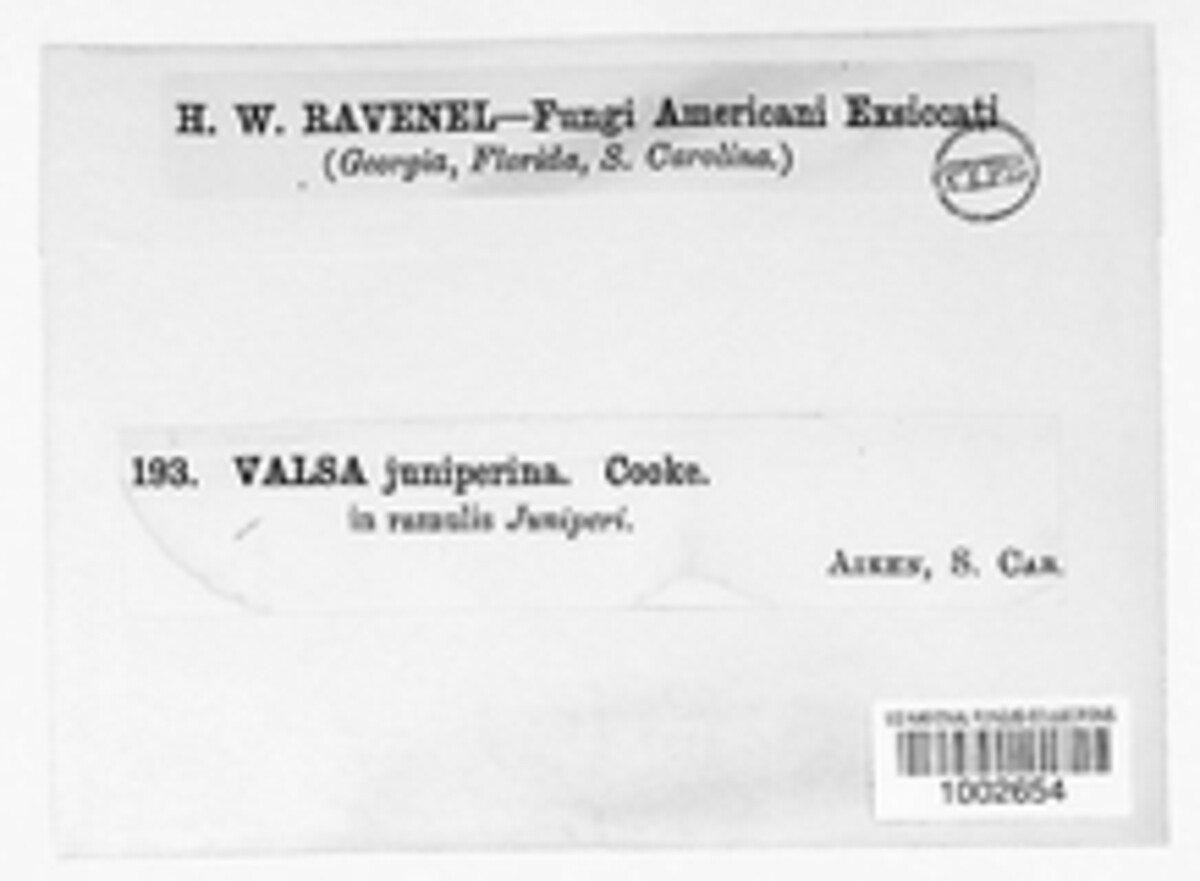 H. W. RAVENEL—Fungi Americani Exsiccati
(Georgia, Florida, S. Carolina.)
193. VALSA juniperina. Cooke.
in ramulis Juniperi.
AIKEN, S. CAR.
1002654